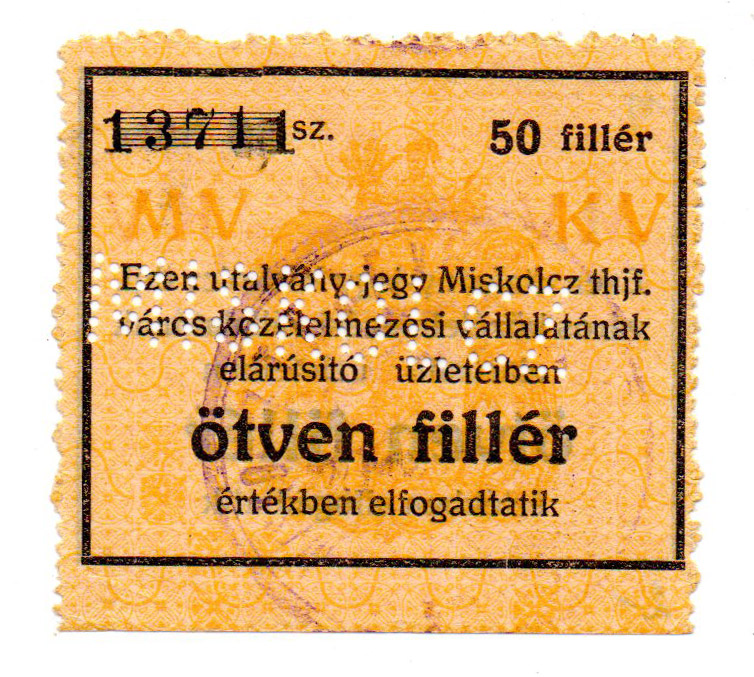 13711 sz. 50 fillér
MV KV
Ezen utalvány-jegy Miskolcz thjf.
város közélelmezési vállalatának
elárúsitó üzleteiben
ötven fillér
értékben elfogadtatik